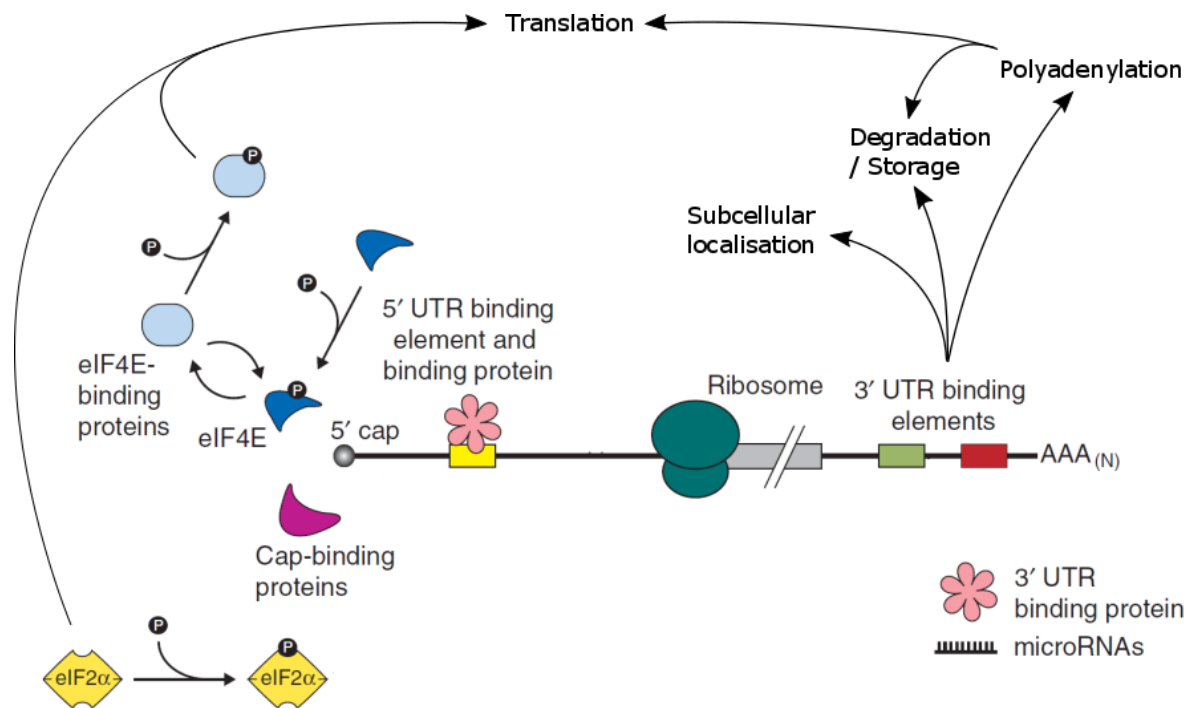 Translation
Polyadenylation
Degradation
/ Storage
Subcellular
localisation
P
P
P
5′ UTR binding
element and
binding protein
eIF4E-
binding
proteins
P
eIF4E
5′ cap
Ribosome
3′ UTR binding
elements
AAA(N)
Cap-binding
proteins
3′ UTR
binding protein
microRNAs
P
P
eIF2α
eIF2α